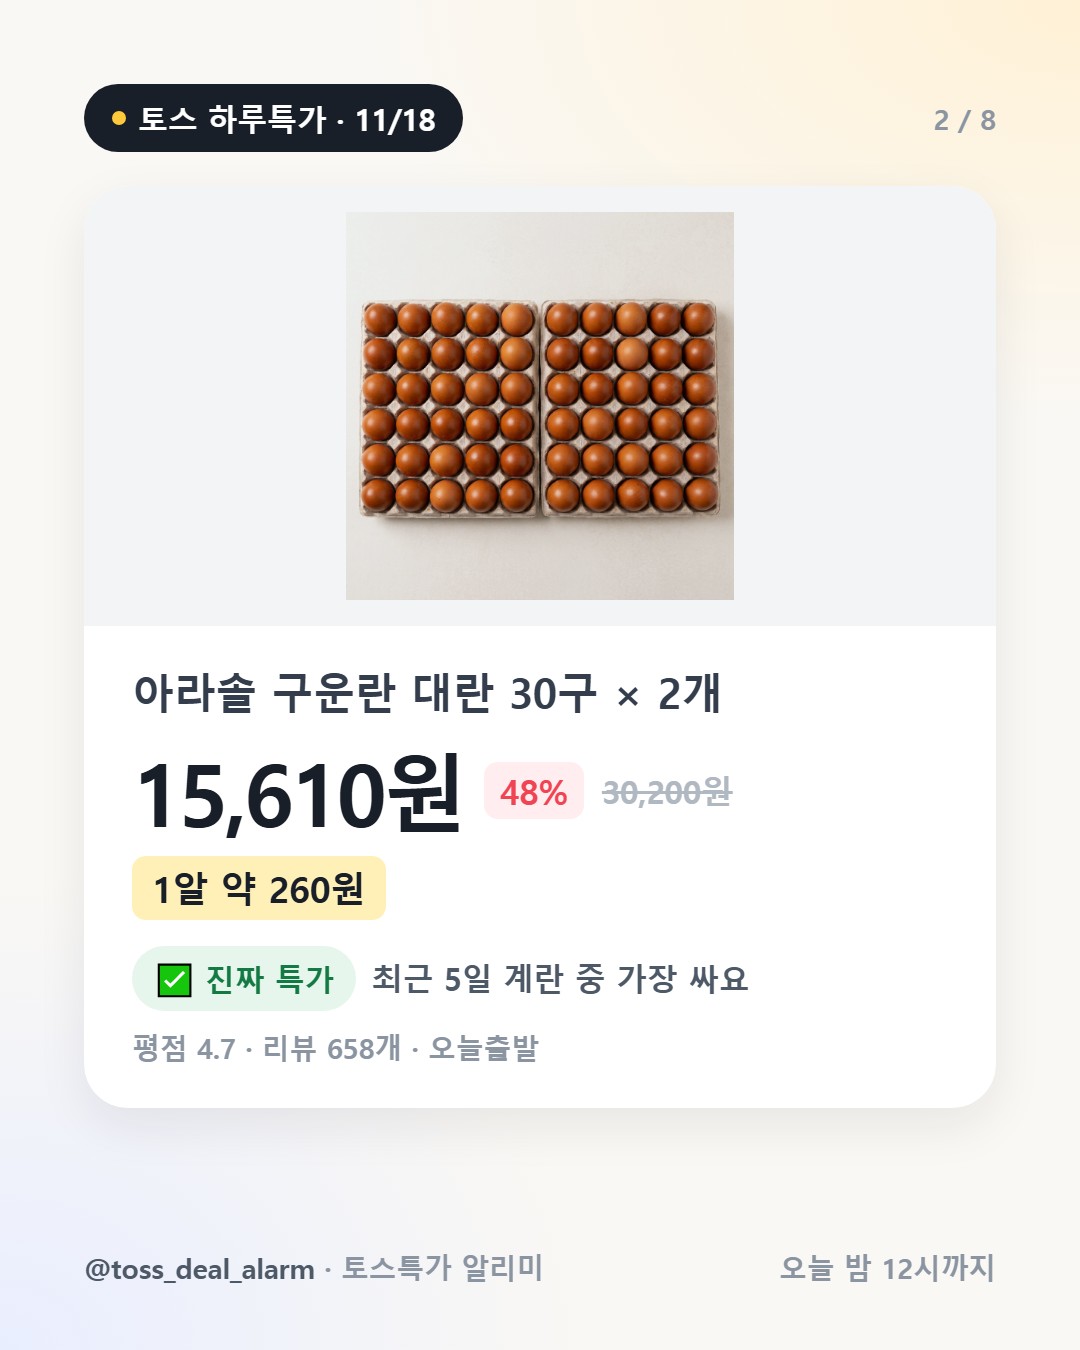 토스 하루특가 · 11/18
2 / 8
아라솔 구운란 대란 30구 × 2개
15,610원 48% 30,200원
1알 약 260원
✅ 진짜 특가 최근 5일 계란 중 가장 싸요
평점 4.7 · 리뷰 658개 · 오늘출발
@toss_deal_alarm · 토스특가 알리미
오늘 밤 12시까지